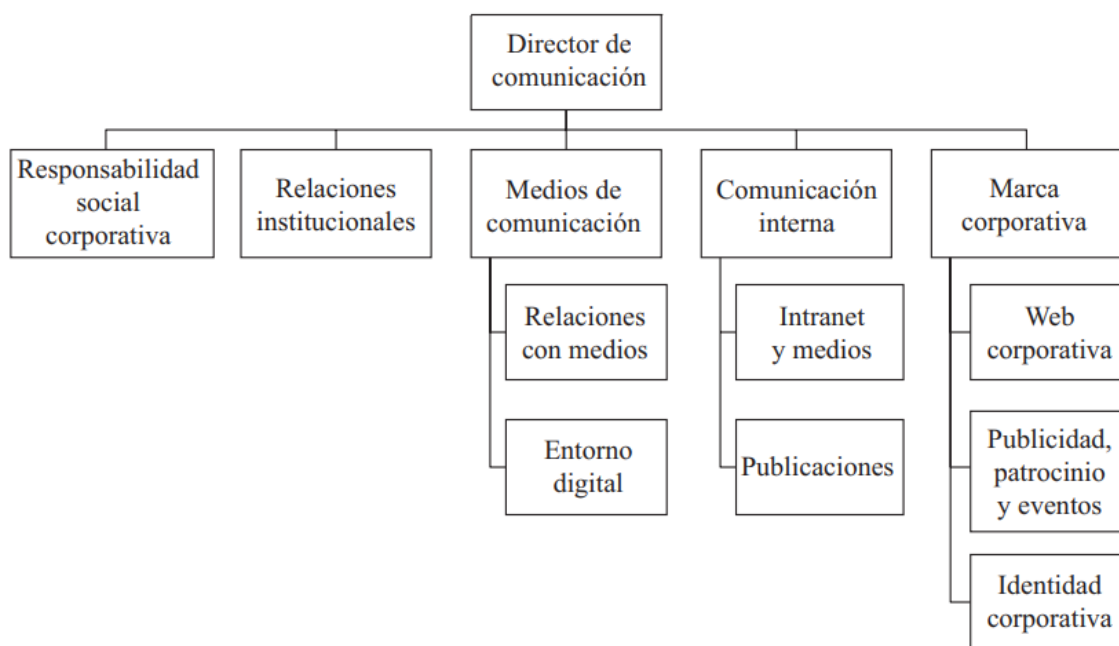 Director de
comunicación
Responsabilidad
social
corporativa
Relaciones
institucionales
Medios de
comunicación
Comunicación
interna
Marca
corporativa
Relaciones
con medios
Intranet
y medios
Web
corporativa
Entorno
digital
Publicaciones
Publicidad,
patrocinio
y eventos
Identidad
corporativa